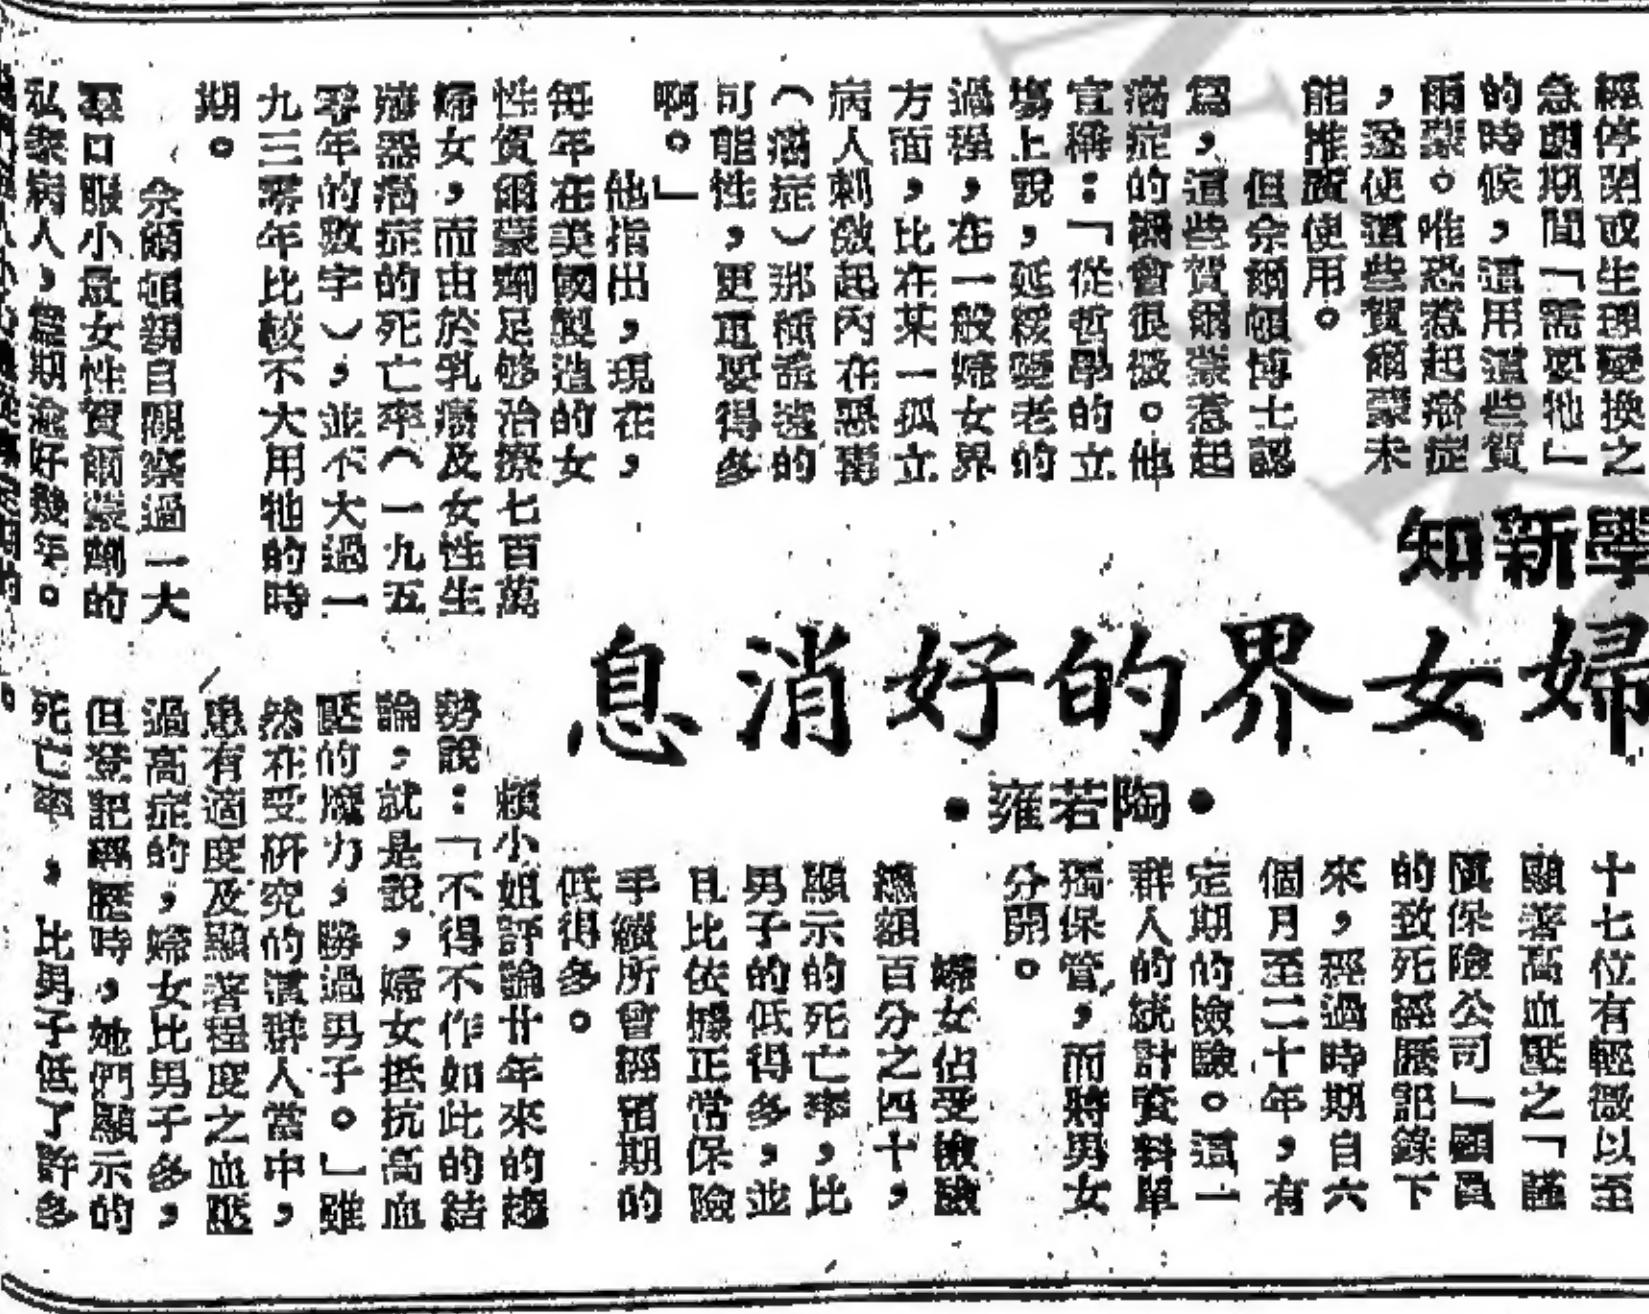 學新知
婦女界的好消息
•陶若雍•
經停閉或生理變換之
急期間「需要牠」
的時候，這用這些賀
爾蒙。唯恐惹起癌症
，遂使這些賀爾蒙未
能推廣使用。
但余爾頓博士認
爲，這些賀爾蒙惹起
癌症的機會很微。他
宣稱：「從哲學的立
塲上說，延緩變老的
過程，在一般婦女界
方面，比在某一孤立
病人刺激起內在惡毒
（癌症）那種謠遠的
可能性，更重要得多
啊。」
他指出，現在，
每年在美國製造的女
性賀爾蒙劑足够治療七百萬
婦女，而由於乳癌及女性生
殖器癌症的死亡率（一九五
零年的數字），並不大過一
九三零年比較不大用牠的時
期。
余爾頓親自觀察過一大
羣口服小量女性賀爾蒙劑的
私衆病人，爲期逾好幾年。
十七位有輕微以至
顯著高血壓之「謹
慎保險公司」顧員
的致死經歷記錄下
來，經過時期自六
個月至二十年，有
定期的檢驗。這一
群人的統計資料單
獨保管，而將男女
分開。
婦女佔受檢驗
總額百分之四十，
顯示的死亡率，比
男子的低得多，並
且比依據正常保險
手續所曾經預期的
低得多。
賴小姐評論廿年來的趨
勢說：「不得不作如此的結
論，就是說，婦女抵抗高血
壓的魔力，勝過男子。」雖
然在受研究的這群人當中，
患有適度及顯著程度之血壓
過高症的，婦女比男子多，
但登記經歷時，她們顯示的
死亡率，比男子低了許多